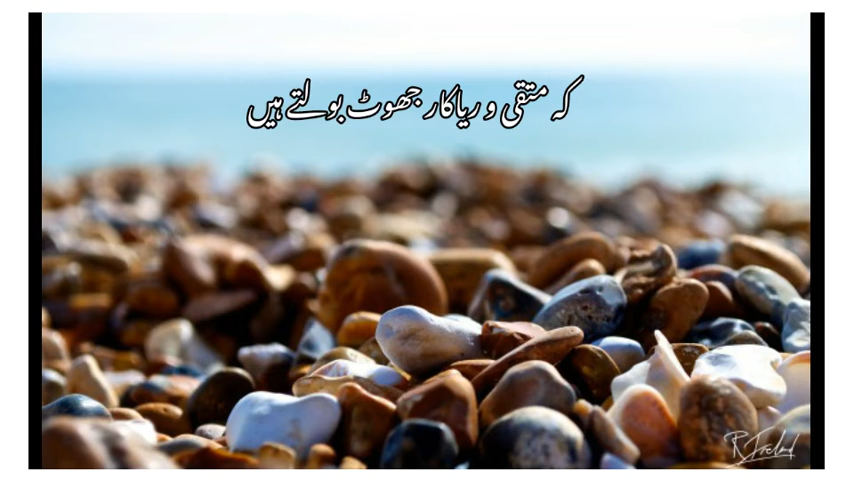 کہ متقی و ریاکار جھوٹ بولتے ہیں